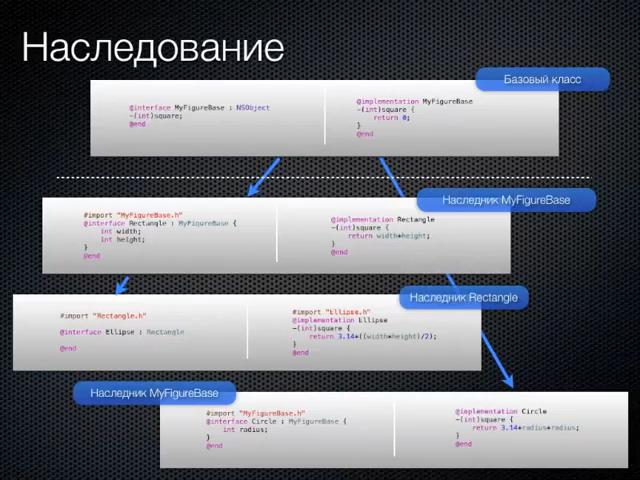 Наследование
Базовый класс
@interface MyFigureBase : NSObject
-(int)square;
@end
@implementation MyFigureBase
-(int)square {
return 0;
}
@end
Наследник MyFigureBase
#import "MyFigureBase.h"
@interface Rectangle : MyFigureBase {
int width;
int height;
}
@end
@implementation Rectangle
-(int)square {
return width*height;
}
@end
Наследник Rectangle
#import "Rectangle.h"
@interface Ellipse : Rectangle
@end
#import "Ellipse.h"
@implementation Ellipse
-(int)square {
return 3.14*((width*height)/2);
}
@end
Наследник MyFigureBase
#import "MyFigureBase.h"
@interface Circle : MyFigureBase {
int radius;
}
@end
@implementation Circle
-(int)square {
return 3.14*radius*radius;
}
@end